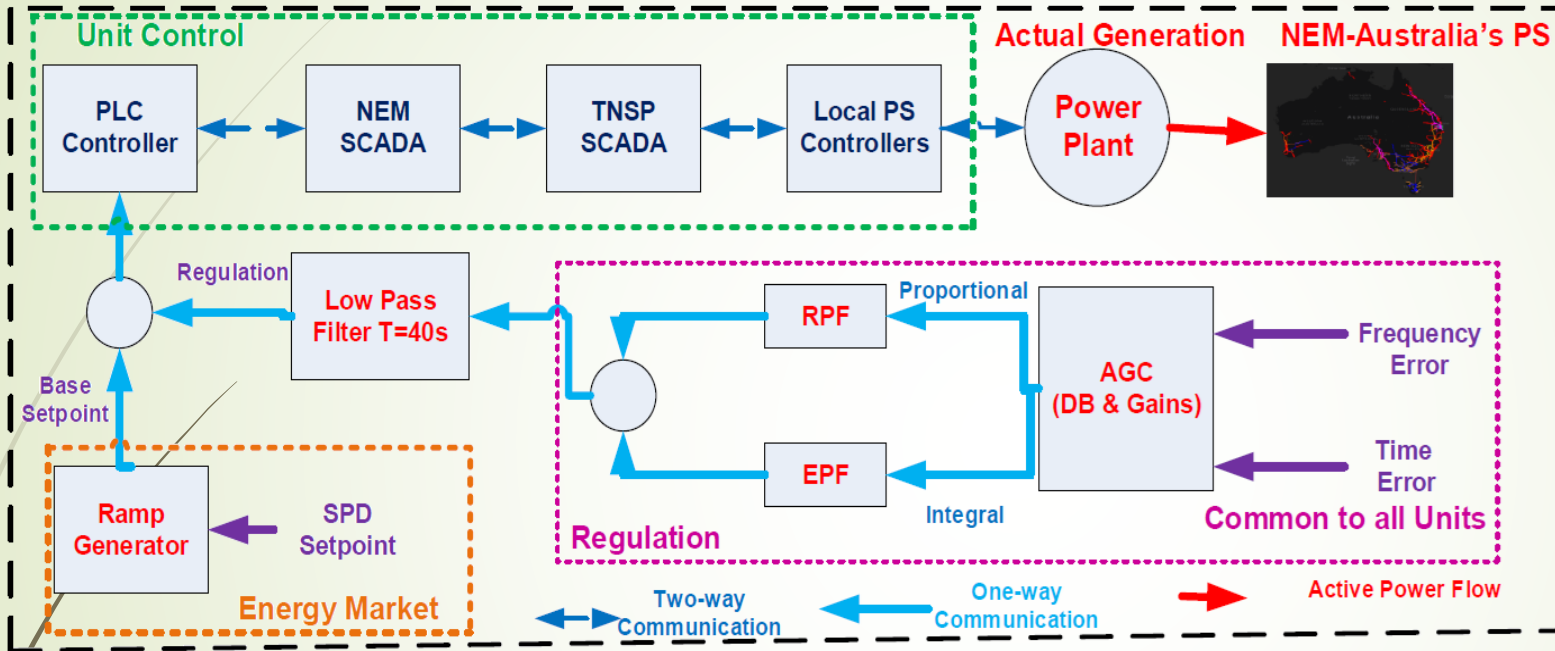 Unit Control
Actual Generation
NEM-Australia's PS
PLC
Controller
NEM
SCADA
TNSP
SCADA
Local PS
Controllers
Power
Plant
Regulation
Low Pass
Filter T=40s
RPF
Proportional
AGC
(DB & Gains)
Frequency
Error
Base
Setpoint
EPF
Integral
Time
Error
Common to all Units
Regulation
Ramp
Generator
SPD
Setpoint
Energy Market
Two-way
Communication
One-way
Communication
Active Power Flow